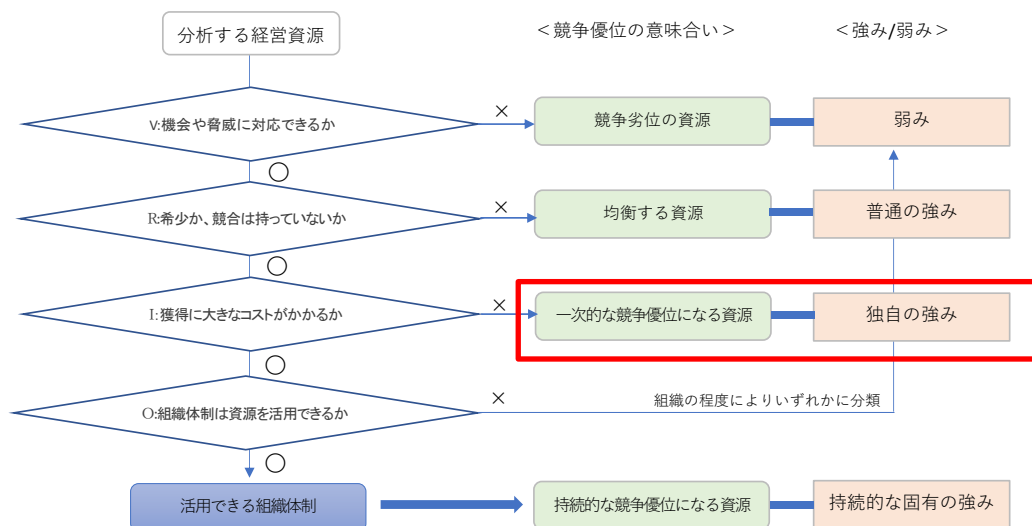 分析する経営資源
＜競争優位の意味合い＞
＜強み/弱み＞
V:機会や脅威に対応できるか
×
競争劣位の資源
弱み
○
R:希少か、競合は持っていないか
×
均衡する資源
普通の強み
○
I:獲得に大きなコストがかかるか
×
一次的な競争優位になる資源
独自の強み
○
O:組織体制は資源を活用できるか
×
組織の程度によりいずれかに分類
○
活用できる組織体制
持続的な競争優位になる資源
持続的な固有の強み